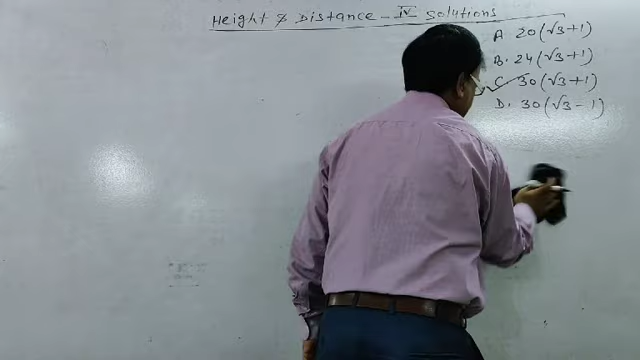 Height & Distance - IV Solutions
A 20(√3+1)
B. 24(√3+1)
C. 30(√3+1)
D. 30(√3-1)